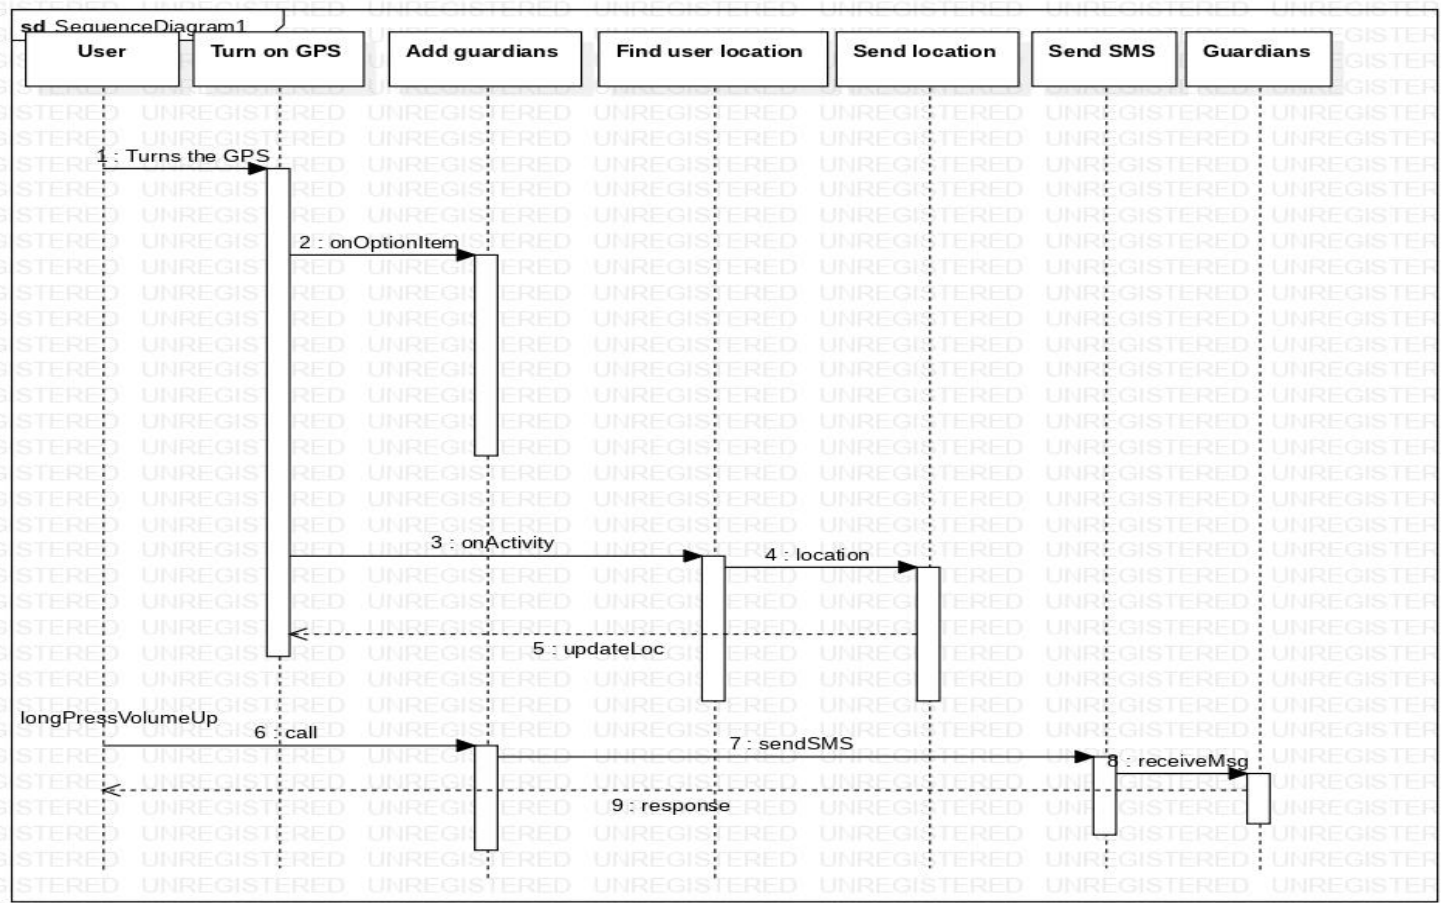 sd SequenceDiagram1
User
Turn on GPS
Add guardians
Find user location
Send location
Send SMS
Guardians
1 : Turns the GPS
2 : onOptionItem
3 : onActivity
4 : location
5 : updateLoc
longPressVolumeUp
6 : call
7 : sendSMS
8 : receiveMsg
9 : response
UNREGISTERED